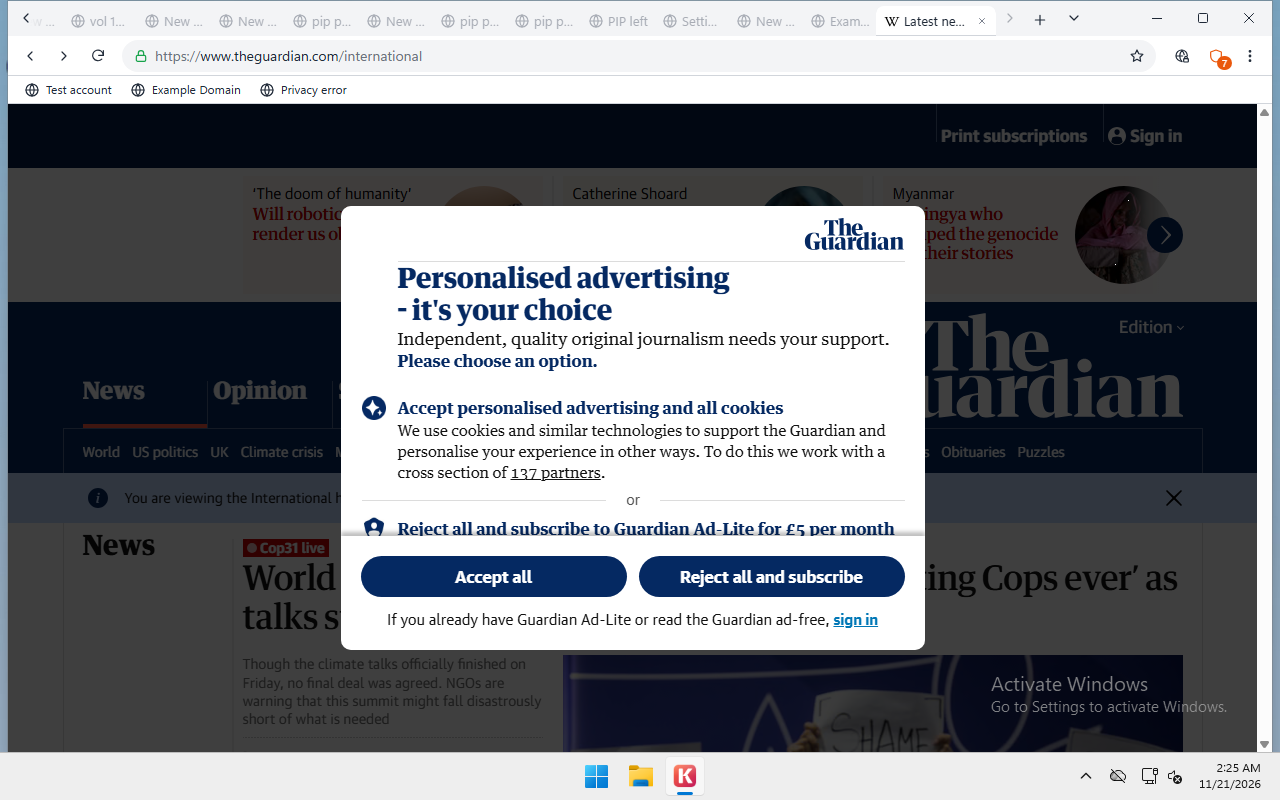 vol 1...
New ...
New ...
pip p...
New ...
pip p...
pip p...
PIP left
Setti...
New ...
Exam...
Latest ne...
https://www.theguardian.com/international
7
Test account
Example Domain
Privacy error
Print subscriptions
Sign in
'The doom of humanity'
Will robotic
render us ol
Catherine Shoard
Myanmar
ingya who
ped the genocide
their stories
The
Guardian
Edition
News
Opinion
World
US politics
UK
Climate crisis
Obituaries
Puzzles
You are viewing the International h
The
Guardian
Personalised advertising
- it's your choice
Independent, quality original journalism needs your support.
Please choose an option.
Accept personalised advertising and all cookies
We use cookies and similar technologies to support the Guardian and
personalise your experience in other ways. To do this we work with a
cross section of 137 partners.
or
Reject all and subscribe to Guardian Ad-Lite for £5 per month
Accept all
Reject all and subscribe
If you already have Guardian Ad-Lite or read the Guardian ad-free, sign in
News
Cop31 live
World
ing Cops ever' as
talks s
Though the climate talks officially finished on
Friday, no final deal was agreed. NGOs are
warning that this summit might fall disastrously
short of what is needed
SHAME
Activate Windows
Go to Settings to activate Windows.
2:25 AM
11/21/2026